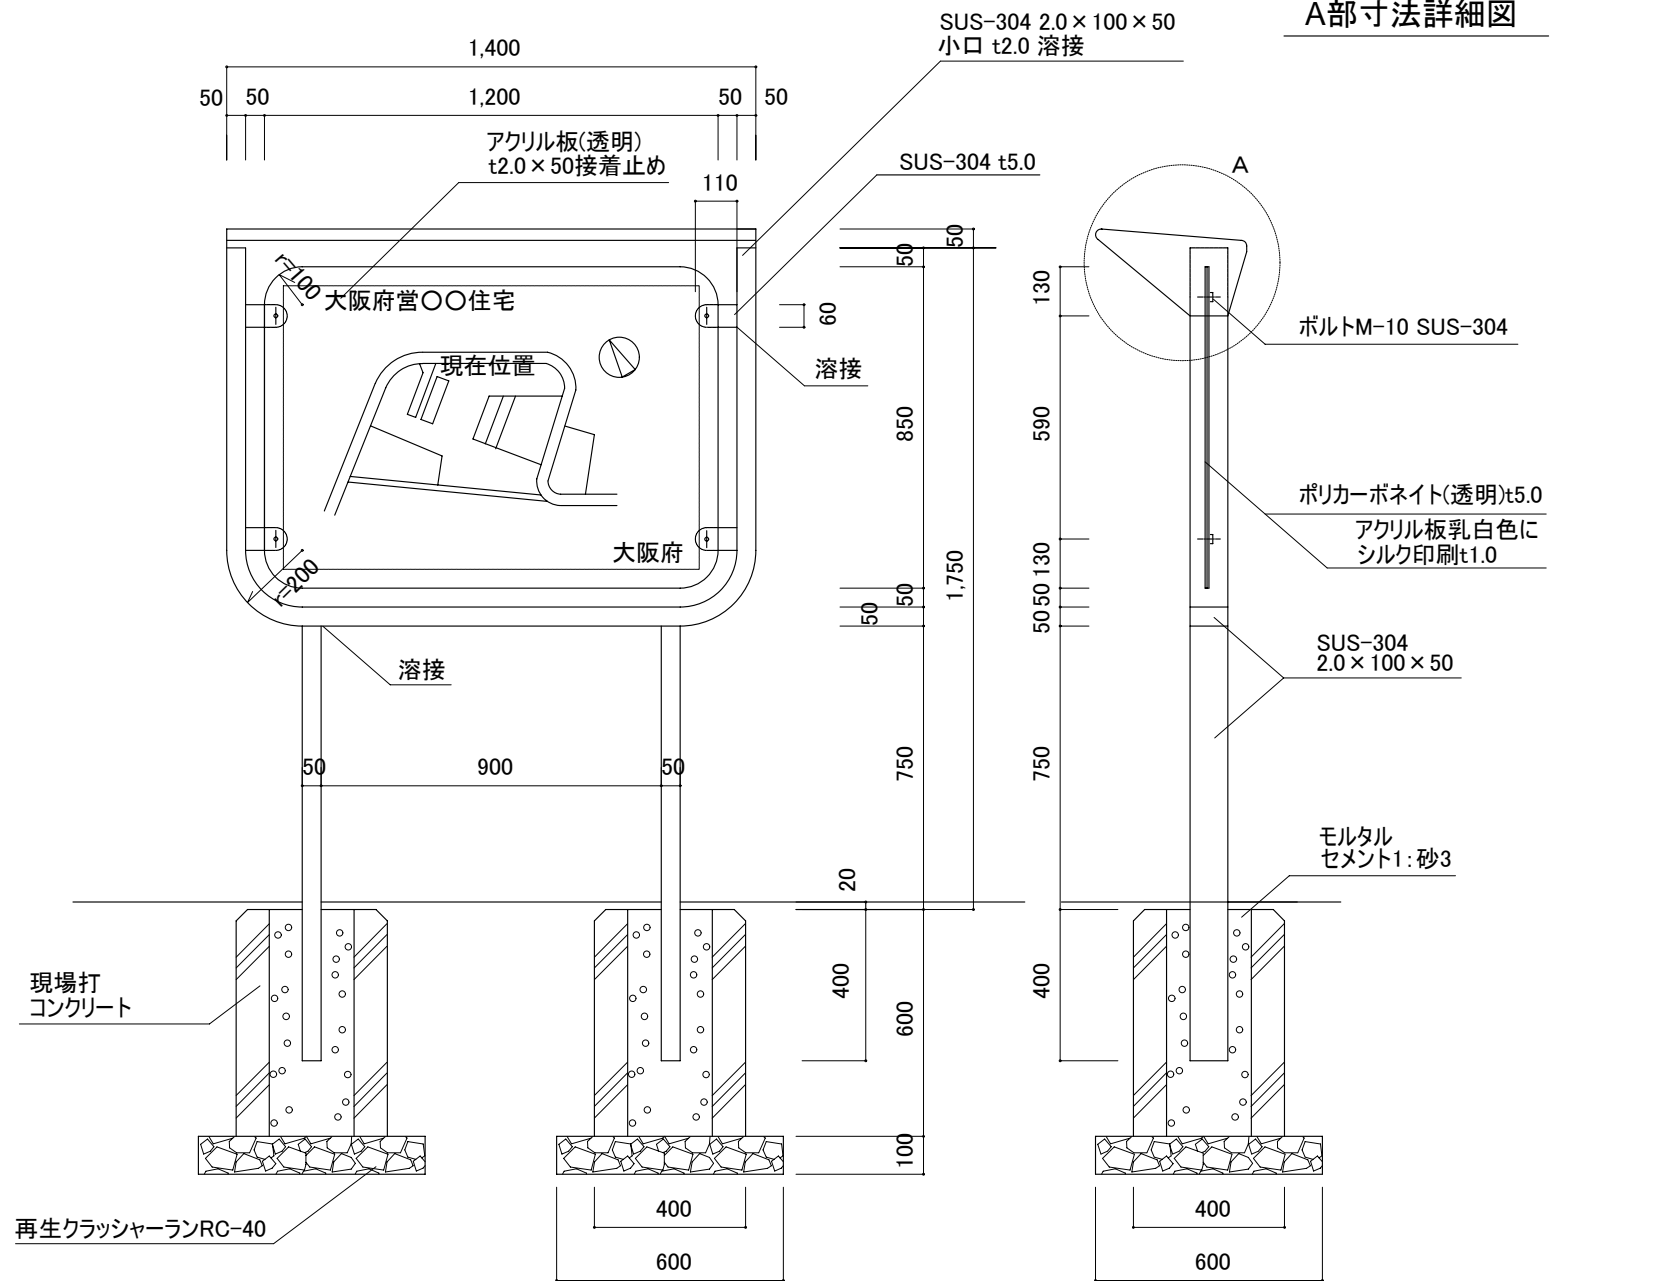 A部寸法詳細図
SUS-304 2.0×100×50
小口 t2.0 溶接
1,400
50 50 1,200 50 50
アクリル板(透明)
t2.0×50接着止め
SUS-304 t5.0
110
A
50
50
r=100
大阪府営〇〇住宅
60
130
ボルトM-10 SUS-304
現在位置
溶接
850
590
ポリカーボネイト(透明)t5.0
アクリル板乳白色に
シルク印刷t1.0
大阪府
r=200
1,750
130
50
50
50
50
SUS-304
2.0×100×50
溶接
50 900 50
750
750
モルタル
セメント1:砂3
20
現場打
コンクリート
400
600
400
100
再生クラッシャーランRC-40
400
600
400
600